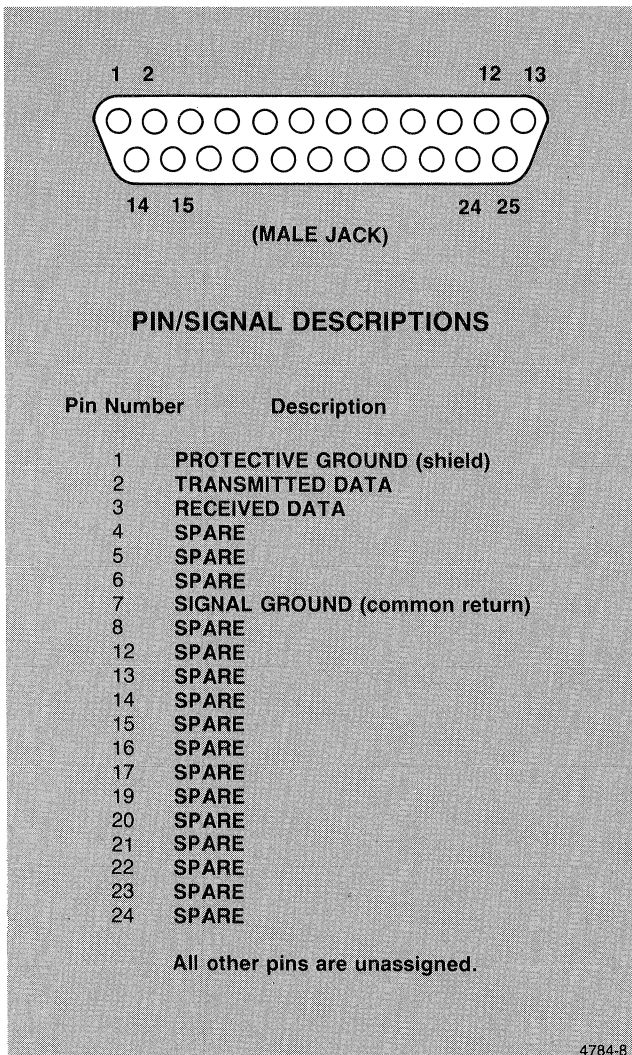 1 2 12 13
14 15 24 25
(MALE JACK)
PIN/SIGNAL DESCRIPTIONS
Pin Number Description
1 PROTECTIVE GROUND (shield)
2 TRANSMITTED DATA
3 RECEIVED DATA
4 SPARE
5 SPARE
6 SPARE
7 SIGNAL GROUND (common return)
8 SPARE
12 SPARE
13 SPARE
14 SPARE
15 SPARE
16 SPARE
17 SPARE
19 SPARE
20 SPARE
21 SPARE
22 SPARE
23 SPARE
24 SPARE
All other pins are unassigned.
4784-8